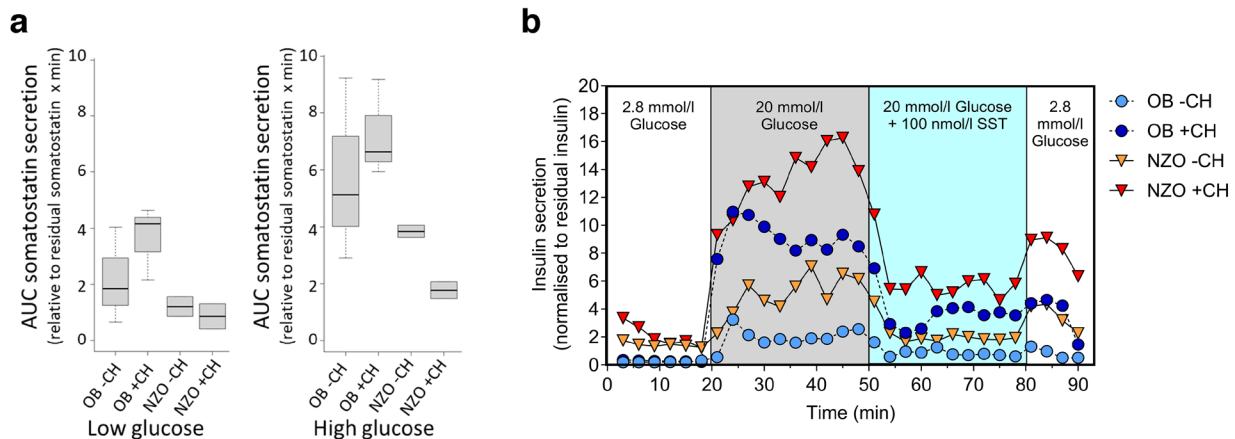 a
AUC somatostatin secretion
(relative to residual somatostatin x min)
10
8
6
4
2
0
OB -CH
OB +CH
NZO -CH
NZO +CH
Low glucose
AUC somatostatin secretion
(relative to residual somatostatin x min)
10
8
6
4
2
0
OB -CH
OB +CH
NZO -CH
NZO +CH
High glucose
b
Insulin secretion
(normalised to residual insulin)
20
18
16
14
12
10
8
6
4
2
0
2.8 mmol/l
Glucose
20 mmol/l
Glucose
20 mmol/l Glucose
+ 100 nmol/l SST
2.8
mmol/l
Glucose
0 10 20 30 40 50 60 70 80 90
Time (min)
OB -CH
OB +CH
NZO -CH
NZO +CH